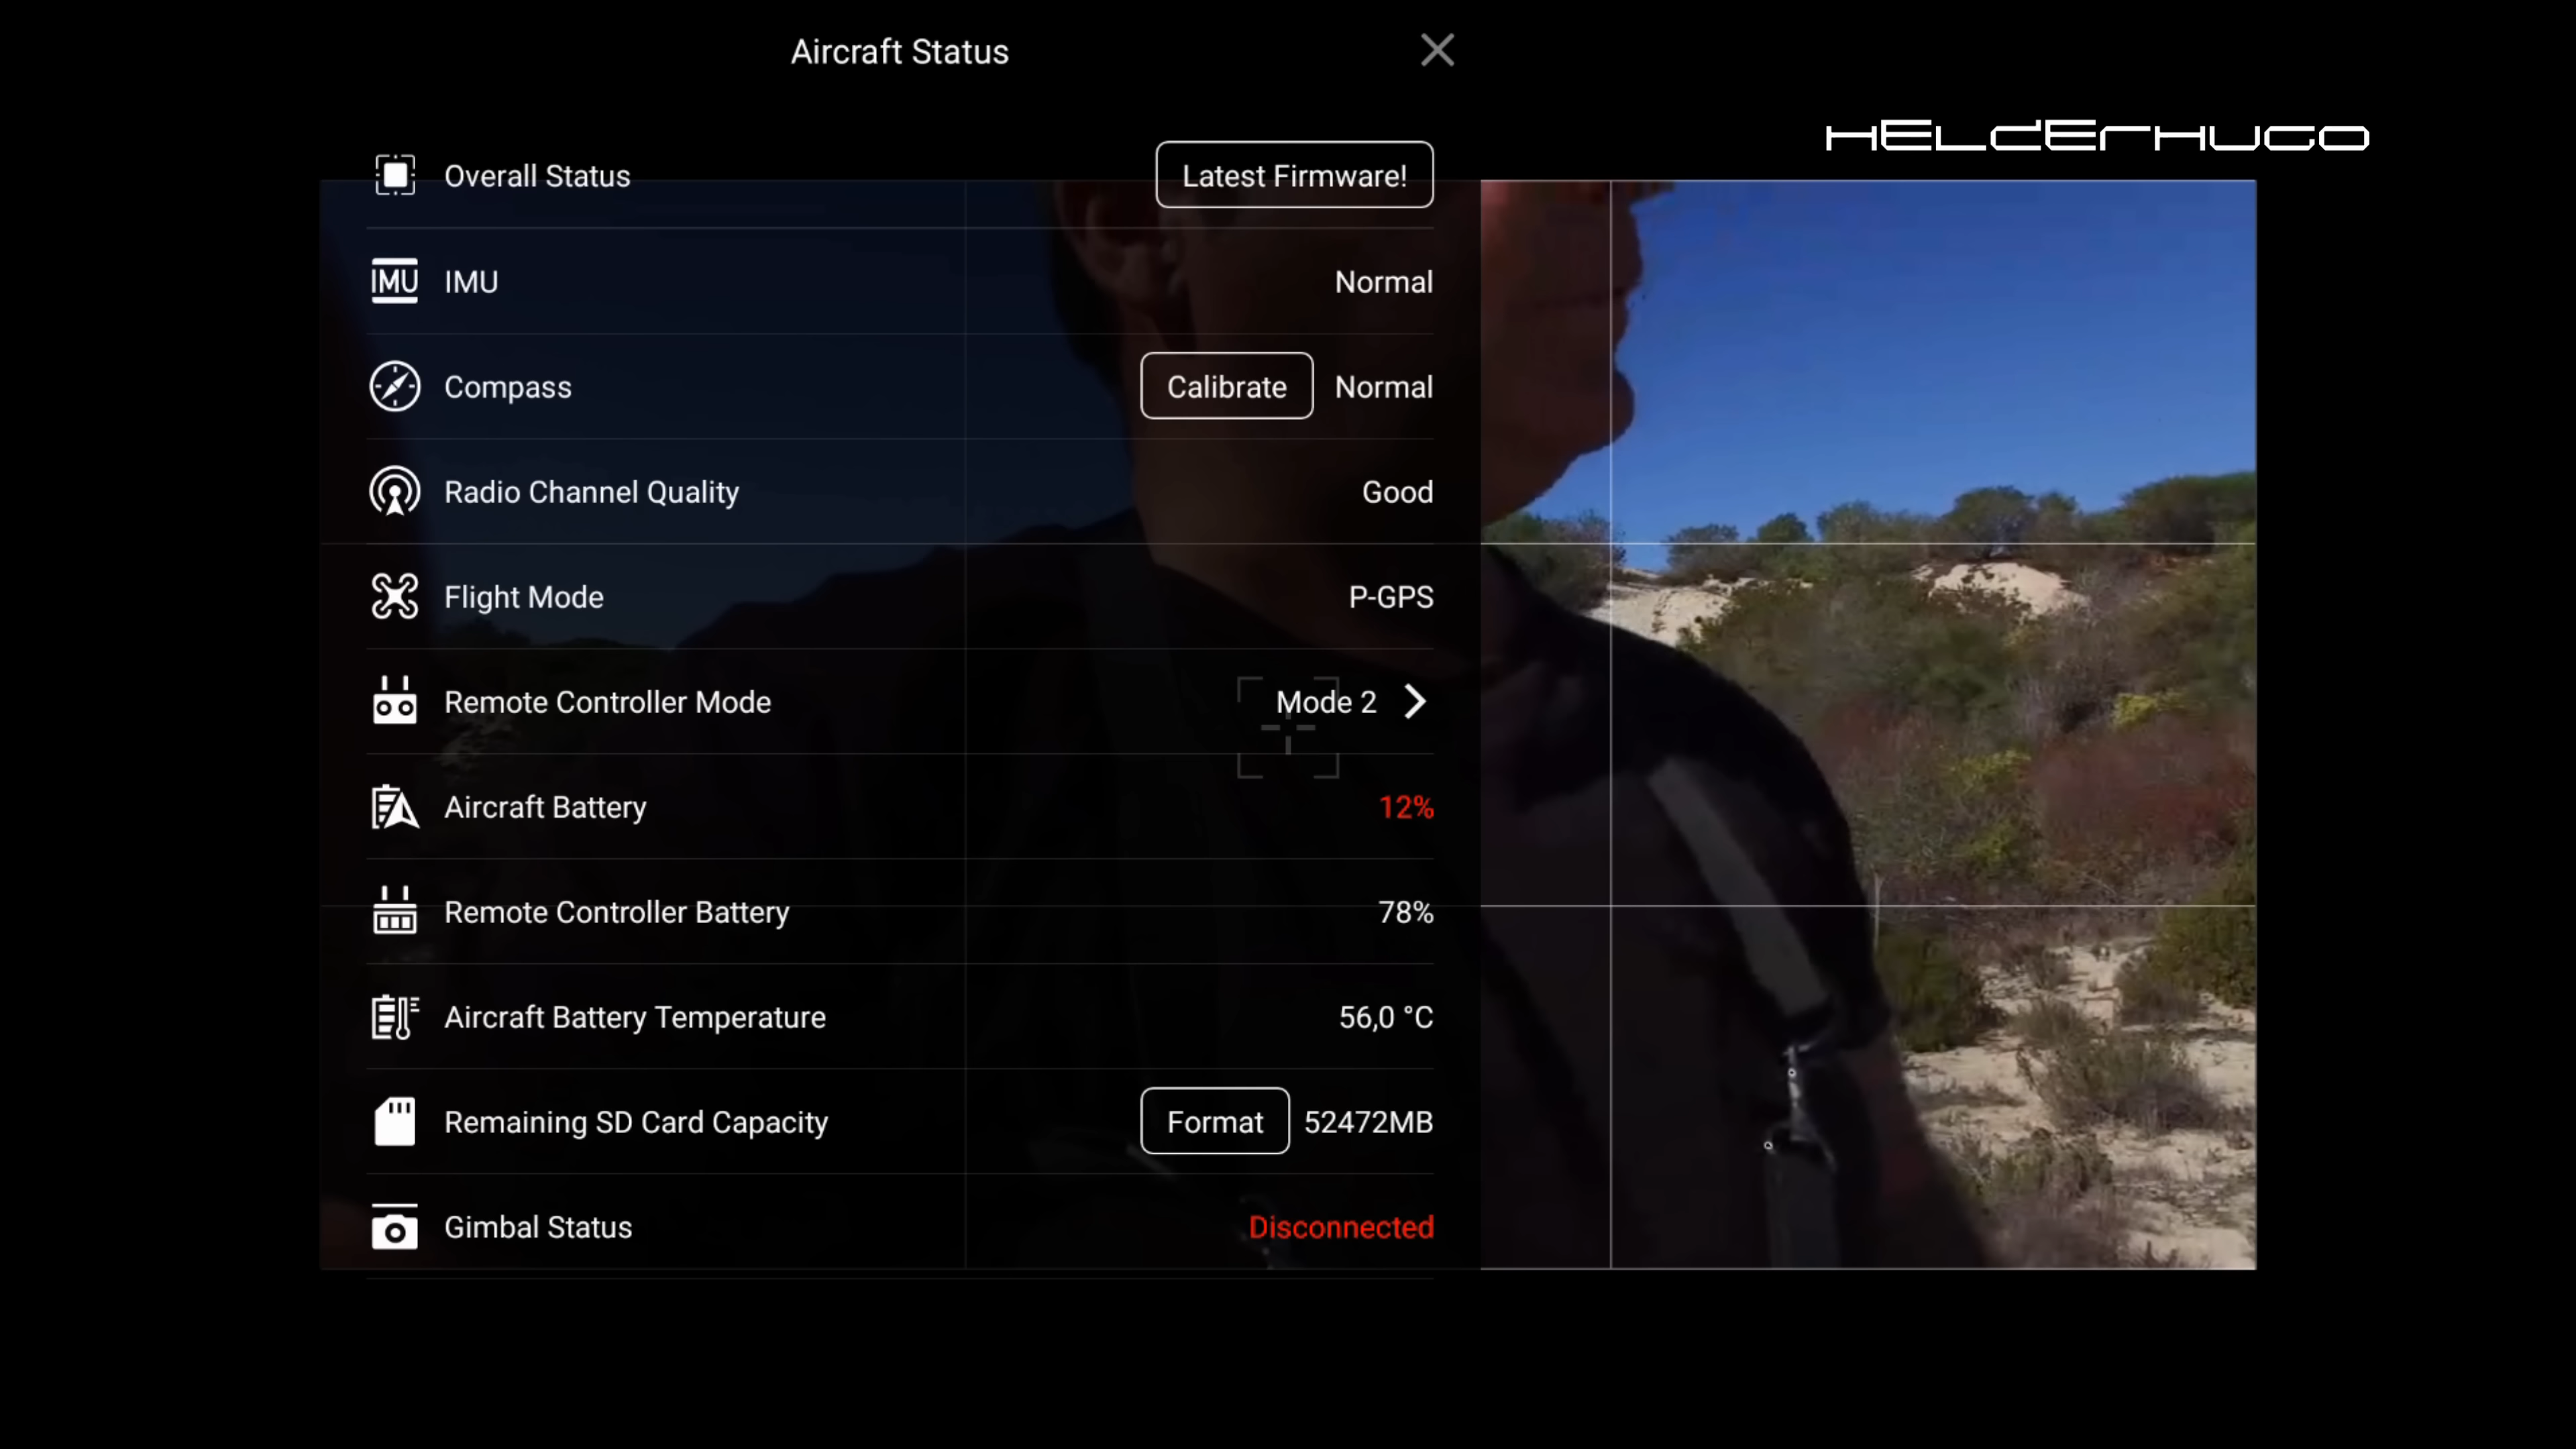 Aircraft Status
HELDERHUGO
Overall Status Latest Firmware!
IMU IMU Normal
Compass Calibrate Normal
Radio Channel Quality Good
Flight Mode P-GPS
Remote Controller Mode Mode 2
Aircraft Battery 12%
Remote Controller Battery 78%
Aircraft Battery Temperature 56,0 °C
Remaining SD Card Capacity Format 52472MB
Gimbal Status Disconnected